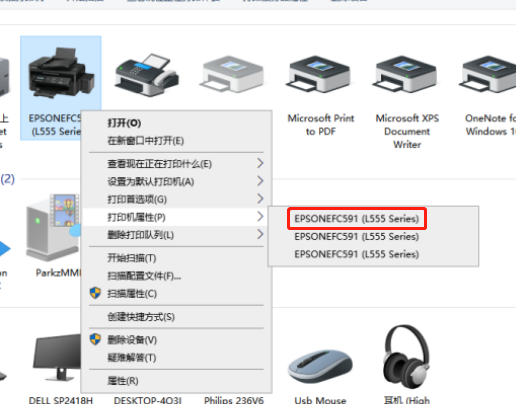 EPSONEFC591
(L555 Series
Microsoft Print
to PDF
Microsoft XPS
Document
Writer
OneNote for
Windows 10
上
et
s
打开(O)
在新窗口中打开(E)
查看现在正在打印什么(E)
设置为默认打印机(A)
打印首选项(G)
打印机属性(P)
删除打印队列(L)
开始扫描(T)
扫描配置文件(F)...
扫描属性(C)
创建快捷方式(S)
删除设备(V)
疑难解答(T)
属性(R)
EPSONEFC591 (L555 Series)
EPSONEFC591 (L555 Series)
EPSONEFC591 (L555 Series)
(2)
on
ParkzMMI
DELL SP2418H
DESKTOP-4O3J
Philips 236V6
Usb Mouse
耳机 (High